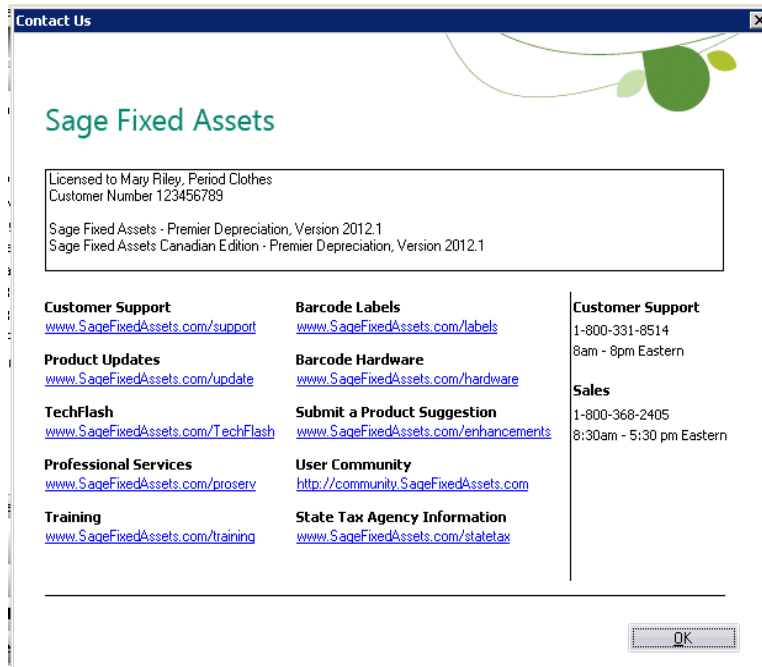 Contact Us
Sage Fixed Assets
Licensed to Mary Riley, Period Clothes
Customer Number 123456789
Sage Fixed Assets - Premier Depreciation, Version 2012.1
Sage Fixed Assets Canadian Edition - Premier Depreciation, Version 2012.1
Customer Support
www.SageFixedAssets.com/support
Product Updates
www.SageFixedAssets.com/update
TechFlash
www.SageFixedAssets.com/TechFlash
Professional Services
www.SageFixedAssets.com/proserv
Training
www.SageFixedAssets.com/training
Barcode Labels
www.SageFixedAssets.com/labels
Barcode Hardware
www.SageFixedAssets.com/hardware
Submit a Product Suggestion
www.SageFixedAssets.com/enhancements
User Community
http://community.SageFixedAssets.com
State Tax Agency Information
www.SageFixedAssets.com/statetax
Customer Support
1-800-331-8514
8am - 8pm Eastern
Sales
1-800-368-2405
8:30am - 5:30 pm Eastern
OK